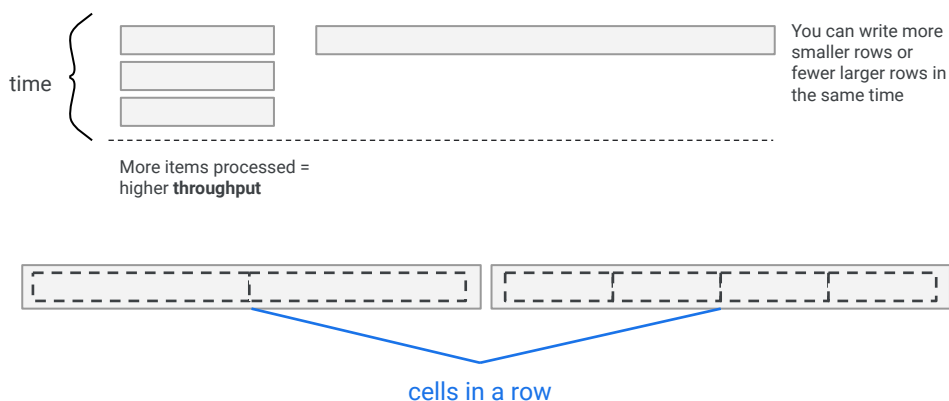 You can write more
smaller rows or
fewer larger rows in
the same time
time
More items processed =
higher throughput
cells in a row